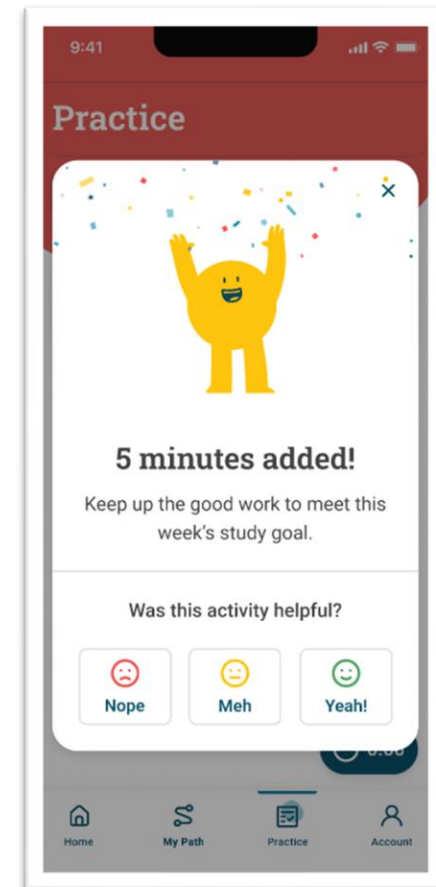 9:41
Practice
5 minutes added!
Keep up the good work to meet this
week's study goal.
Was this activity helpful?
Nope
Meh
Yeah!
Home
My Path
Practice
Account